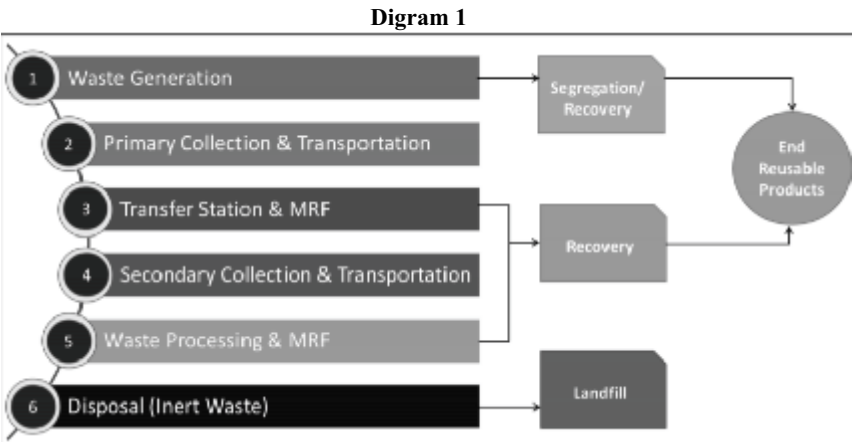 Digram 1
1 Waste Generation
2 Primary Collection & Transportation
3 Transfer Station & MRF
4 Secondary Collection & Transportation
5 Waste Processing & MRF
6 Disposal (Inert Waste)
Segregation/
Recovery
Recovery
Landfill
End
Reusable
Products